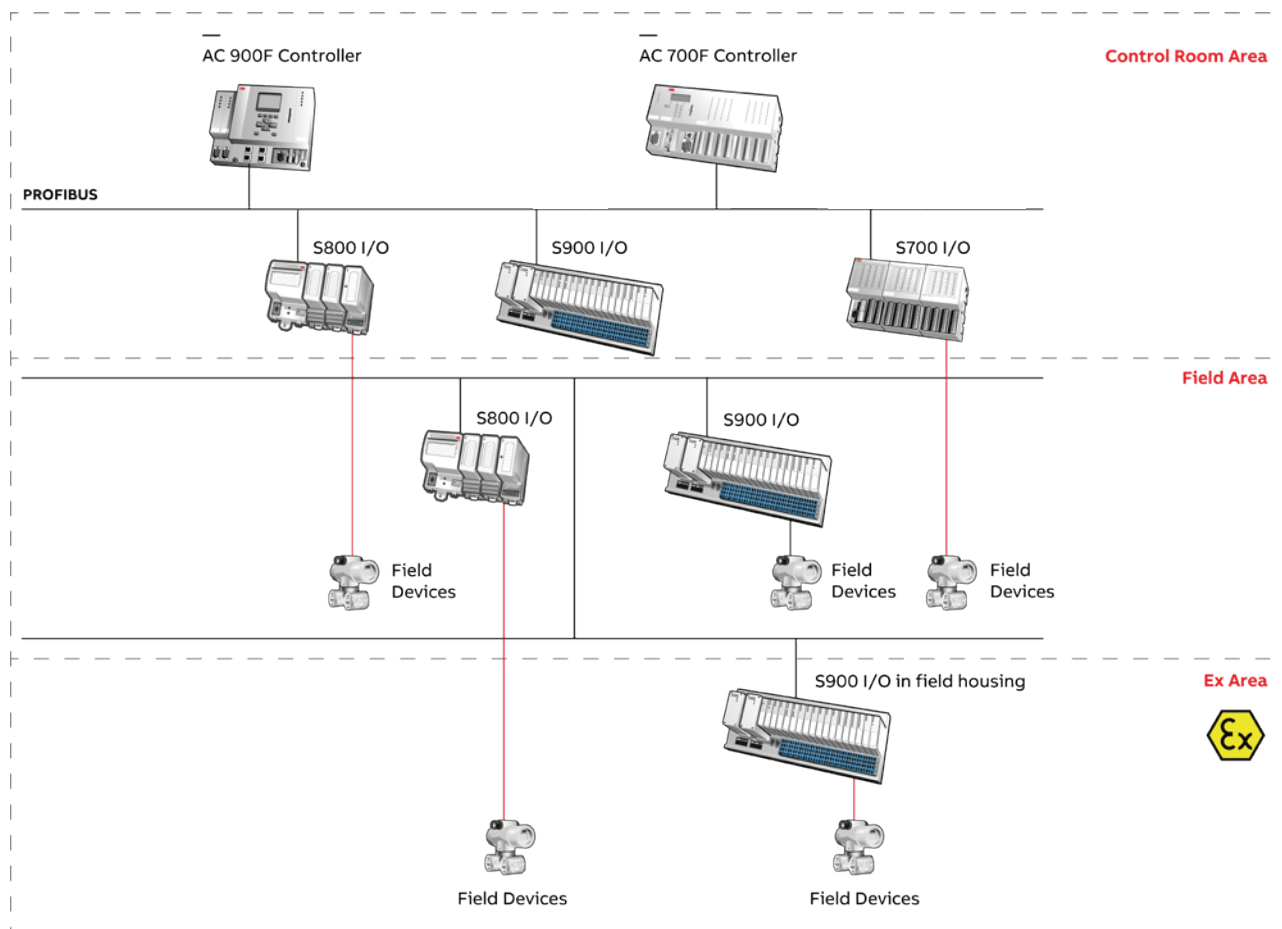 AC 900F Controller
AC 700F Controller
Control Room Area
PROFIBUS
S800 I/O
S900 I/O
S700 I/O
Field Area
S800 I/O
S900 I/O
Field
Devices
Field
Devices
Field
Devices
S900 I/O in field housing
Ex Area
Ex
Field Devices
Field Devices